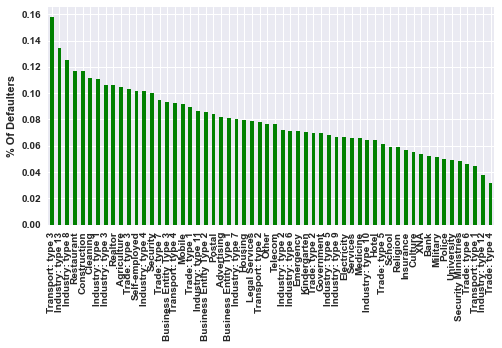 % Of Defaulters
0.16
0.14
0.12
0.10
0.08
0.06
0.04
0.02
0.00
Transport: type 3
Industry: type 13
Industry: type 8
Restaurant
Construction
Cleaning
Industry: type 1
Industry: type 3
Realtor
Agriculture
Trade: type 3
Self-employed
Industry: type 4
Security
Trade: type 7
Business Entity Type 3
Transport: type 4
Mobile
Trade: type 1
Industry: type 11
Business Entity Type 2
Postal
Advertising
Business Entity Type 1
Industry: type 7
Housing
Legal Services
Transport: type 2
Other
Telecom
Industry: type 2
Industry: type 6
Emergency
Kindergarten
Trade: type 2
Government
Industry: type 5
Industry: type 9
Electricity
Services
Medicine
Industry: type 10
Hotel
Trade: type 5
School
Religion
Insurance
Culture
XNA
Bank
Military
Police
University
Security Ministries
Trade: type 6
Transport: type 1
Industry: type 12
Trade: type 4